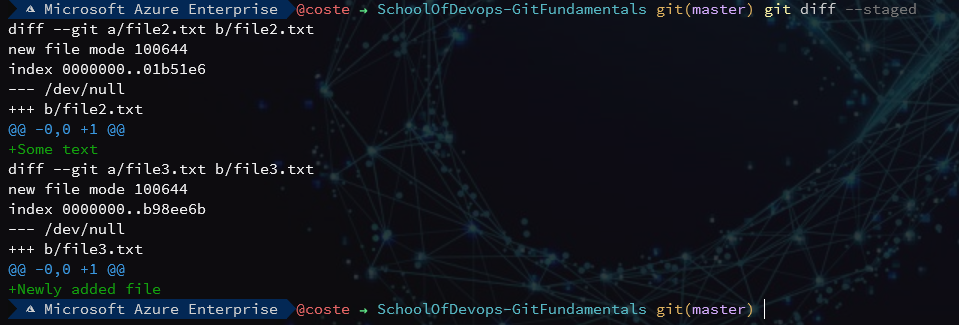 Microsoft Azure Enterprise @coste → SchoolOfDevops-GitFundamentals git(master) git diff --staged
diff --git a/file2.txt b/file2.txt
new file mode 100644
index 0000000..01b51e6
--- /dev/null
+++ b/file2.txt
@@ -0,0 +1 @@
+Some text
diff --git a/file3.txt b/file3.txt
new file mode 100644
index 0000000..b98ee6b
--- /dev/null
+++ b/file3.txt
@@ -0,0 +1 @@
+Newly added file
Microsoft Azure Enterprise @coste → SchoolOfDevops-GitFundamentals git(master)